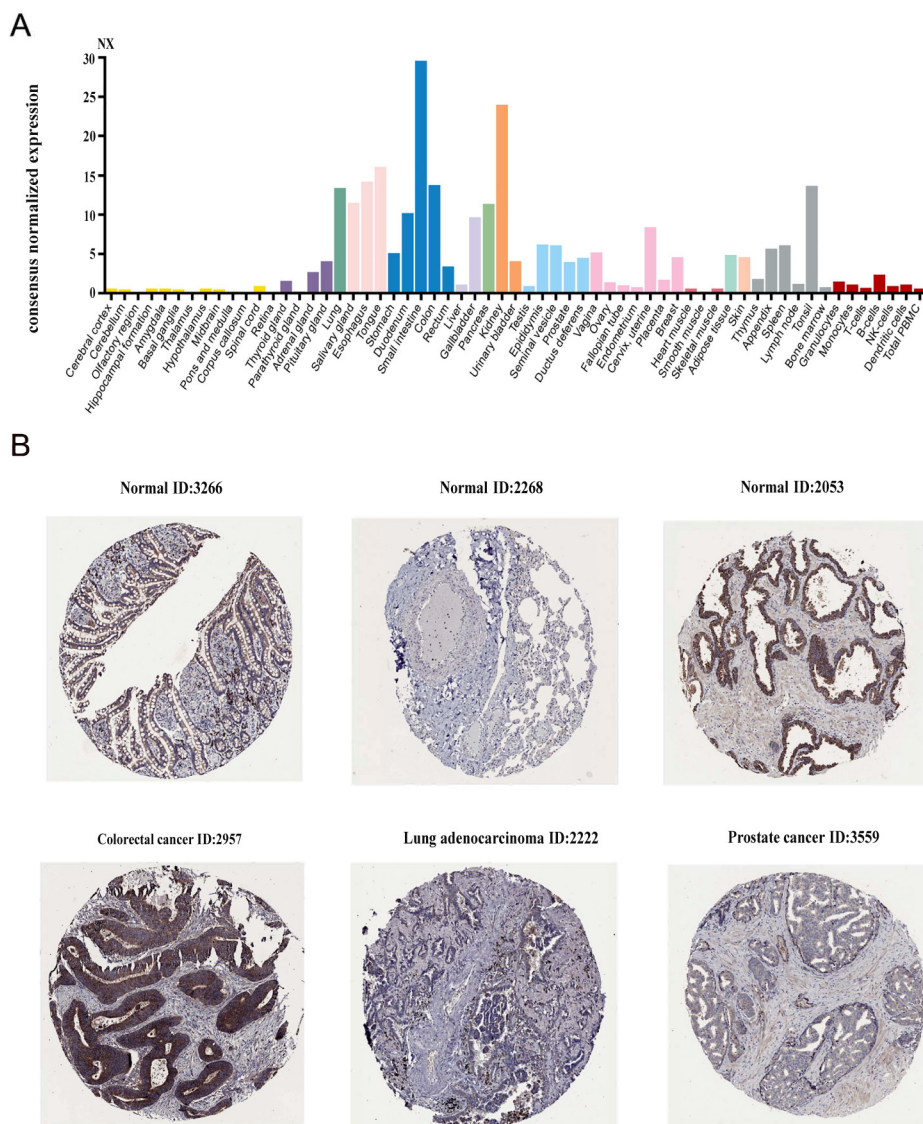 A
NX
consensus normalized expression
30
25
20
15
10
5
0
Cerebral cortex
Cerebellum
Olfactory region
Hippocampal formation
Amygdala
Basal ganglia
Thalamus
Hypothalamus
Midbrain
Pons and medulla
Corpus callosum
Spinal cord
Retina
Thyroid gland
Parathyroid gland
Adrenal gland
Pituitary gland
Lung
Salivary gland
Esophagus
Tongue
Stomach
Duodenum
Small intestine
Colon
Rectum
Liver
Gallbladder
Pancreas
Kidney
Urinary bladder
Testis
Epididymis
Seminal vesicle
Prostate
Ductus deferens
Vagina
Ovary
Fallopian tube
Endometrium
Cervix, uterine
Placenta
Breast
Heart muscle
Smooth muscle
Skeletal muscle
Adipose tissue
Skin
Thymus
Appendix
Spleen
Lymph node
Tonsil
Bone marrow
Granulocytes
Monocytes
T-cells
B-cells
NK-cells
Dendritic cells
Total PBMC
B
Normal ID:3266
Normal ID:2268
Normal ID:2053
Colorectal cancer ID:2957
Lung adenocarcinoma ID:2222
Prostate cancer ID:3559